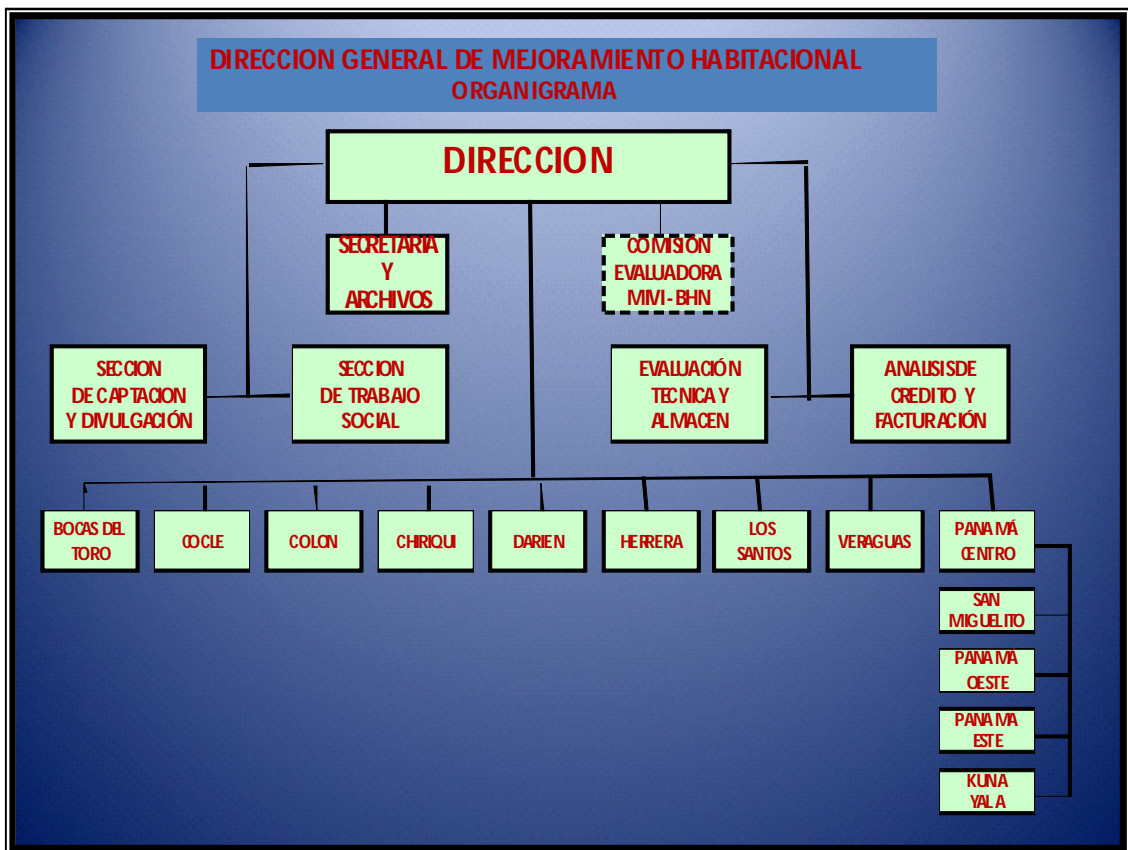 DIRECCION GENERAL DE MEJORAMIENTO HABITACIONAL
ORGANIGRAMA
DIRECCION
SECRETARIA
Y
ARCHIVOS
COMISIÓN
EVALUADORA
MIVI - BHN
SECCION
DE CAPTACION
Y DIVULGACIÓN
SECCION
DE TRABAJO
SOCIAL
EVALUACIÓN
TECNICA Y
ALMACEN
ANALISIS DE
CREDITO Y
FACTURACIÓN
BOCAS DEL
TORO
COCLE
COLON
CHIRIQUI
DARIEN
HERRERA
LOS
SANTOS
VERAGUAS
PANAMÁ
CENTRO
SAN
MIGUELITO
PANAMÁ
OESTE
PANAMA
ESTE
KUNA
YALA